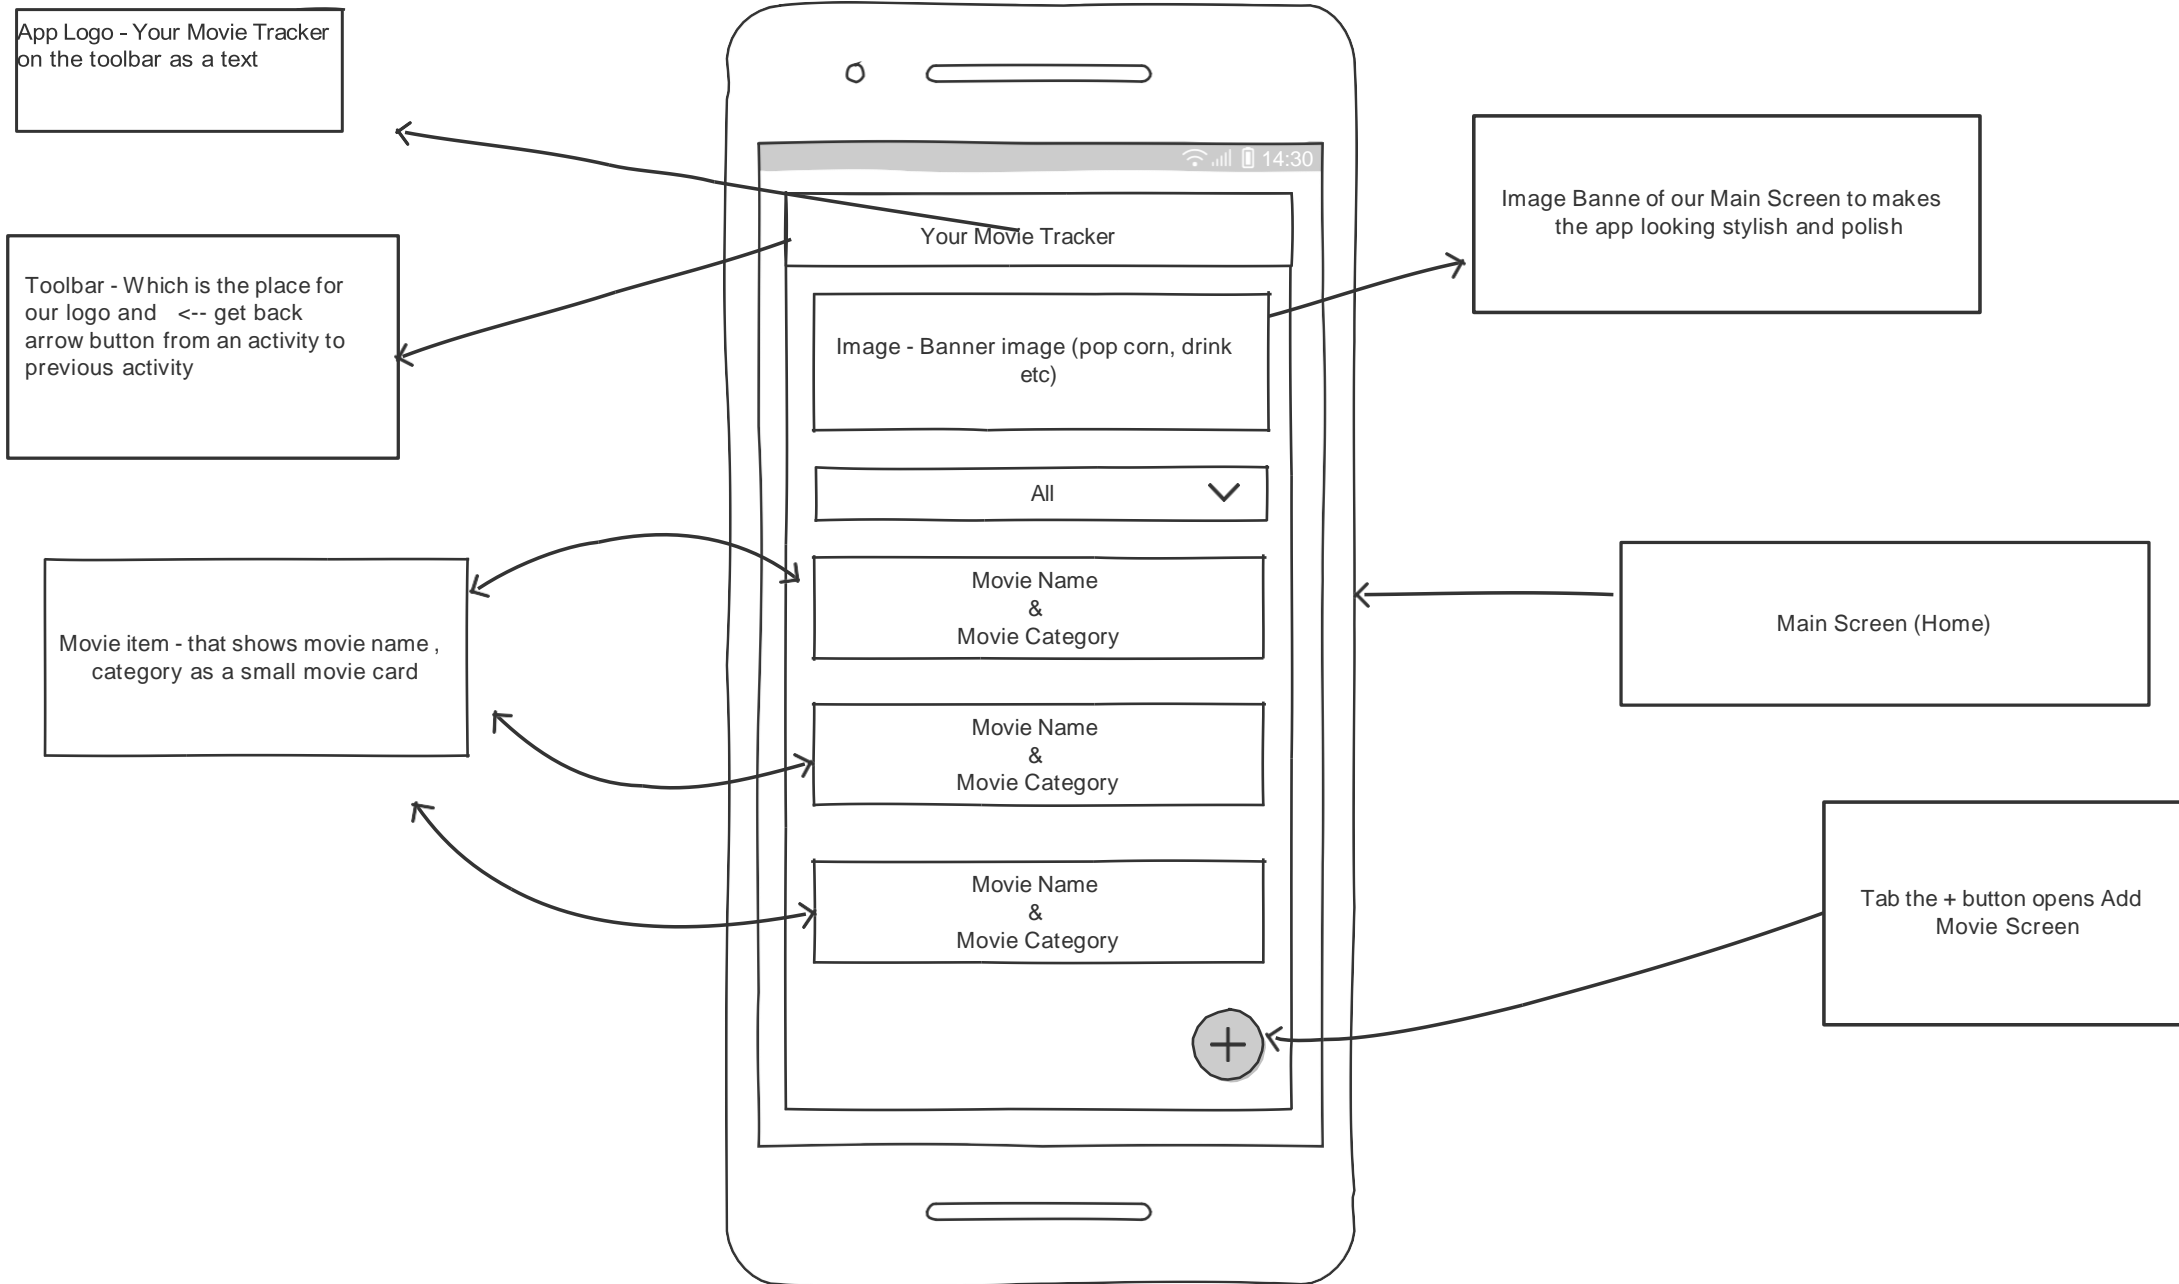 App Logo - Your Movie Tracker
on the toolbar as a text
Toolbar - Which is the place for
our logo and   <-- get back
arrow button from an activity to
previous activity
Movie item - that shows movie name ,
category as a small movie card
14:30
Your Movie Tracker
Image - Banner image (pop corn, drink
etc)
All
Movie Name
&
Movie Category
Movie Name
&
Movie Category
Movie Name
&
Movie Category
Image Banne of our Main Screen to makes
the app looking stylish and polish
Main Screen (Home)
Tab the + button opens Add
Movie Screen